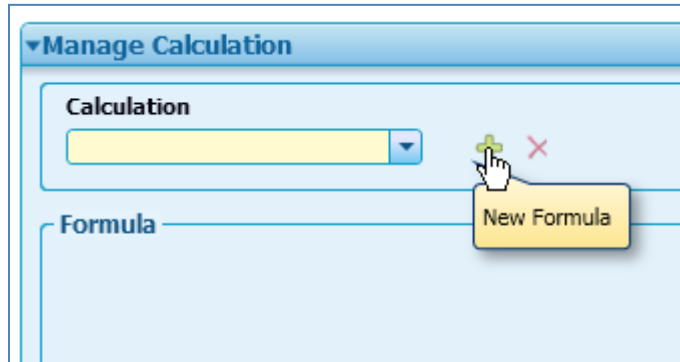 Manage Calculation
Calculation
New Formula
Formula